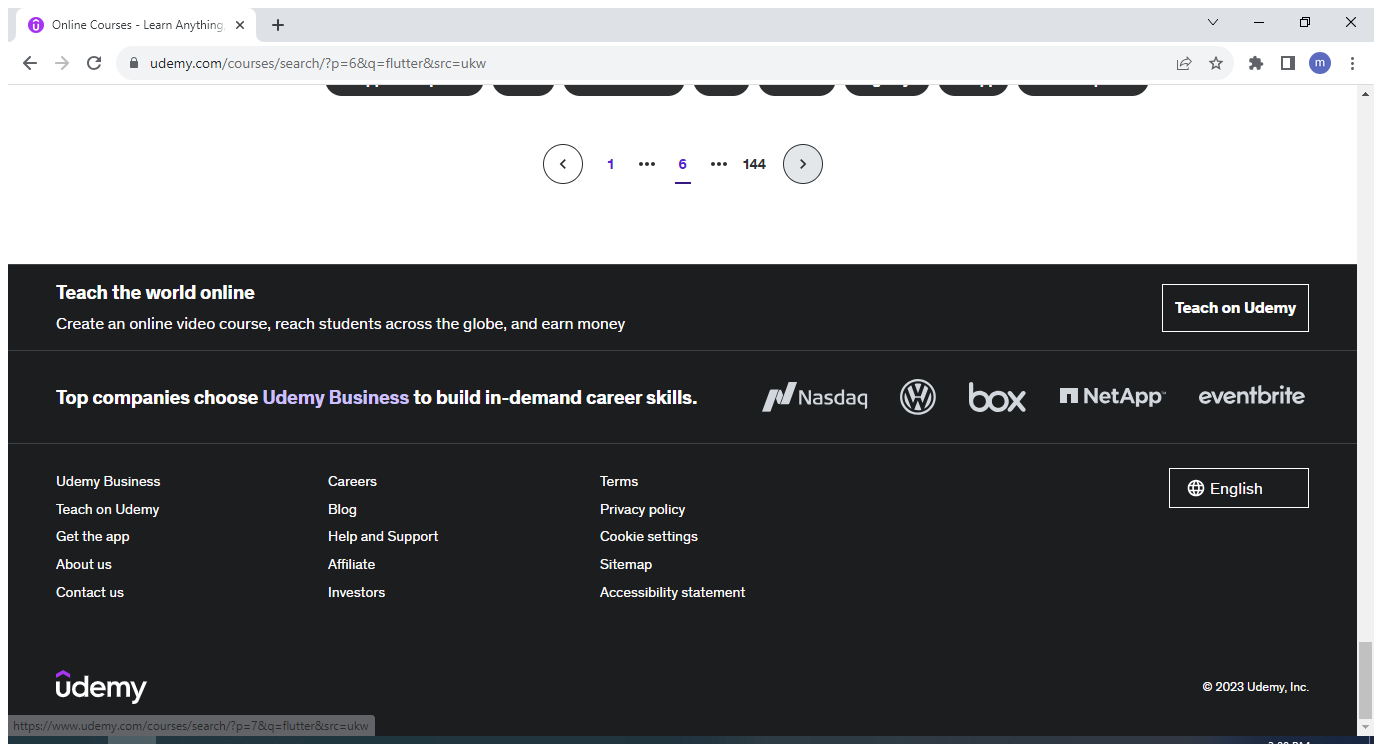 Online Courses - Learn Anything,
udemy.com/courses/search/?p=6&q=flutter&src=ukw
m
1 ••• 6 ••• 144
Teach the world online
Create an online video course, reach students across the globe, and earn money
Teach on Udemy
Top companies choose Udemy Business to build in-demand career skills.
Nasdaq
VW
box
NetApp
eventbrite
Udemy Business
Teach on Udemy
Get the app
About us
Contact us
Careers
Blog
Help and Support
Affiliate
Investors
Terms
Privacy policy
Cookie settings
Sitemap
Accessibility statement
English
udemy
© 2023 Udemy, Inc.
https://www.udemy.com/courses/search/?p=7&q=flutter&src=ukw